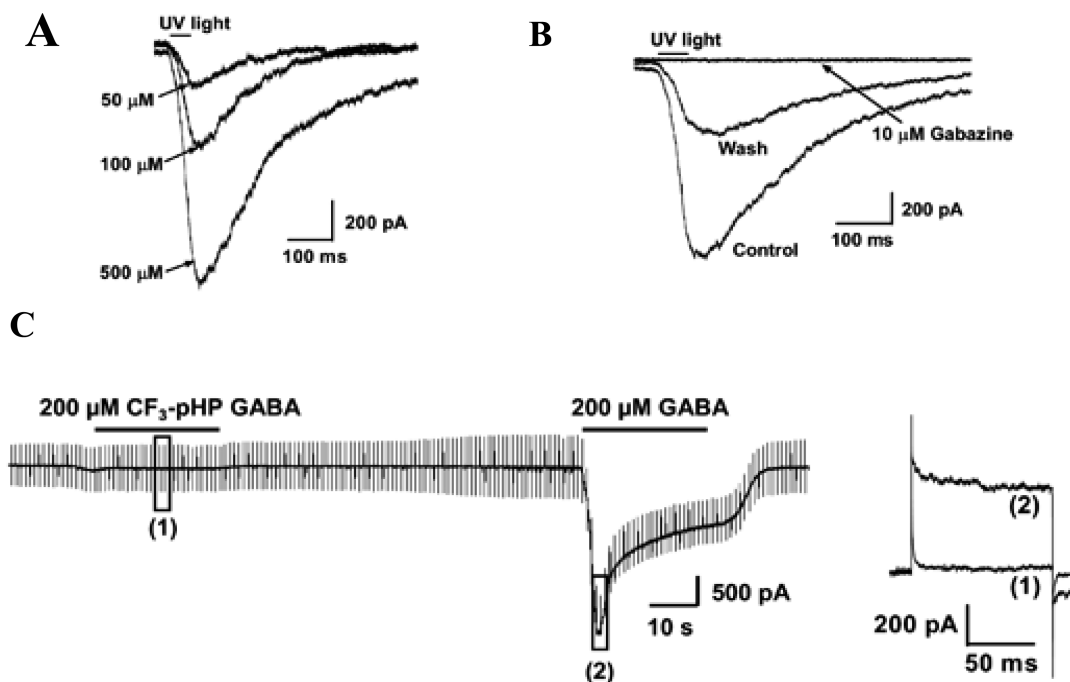 A
UV light
50 µM
100 µM
500 µM
200 pA
100 ms
B
UV light
10 µM Gabazine
Wash
Control
200 pA
100 ms
C
200 µM CF₃-pHP GABA
200 µM GABA
(1)
(2)
500 pA
10 s
(2)
(1)
200 pA
50 ms